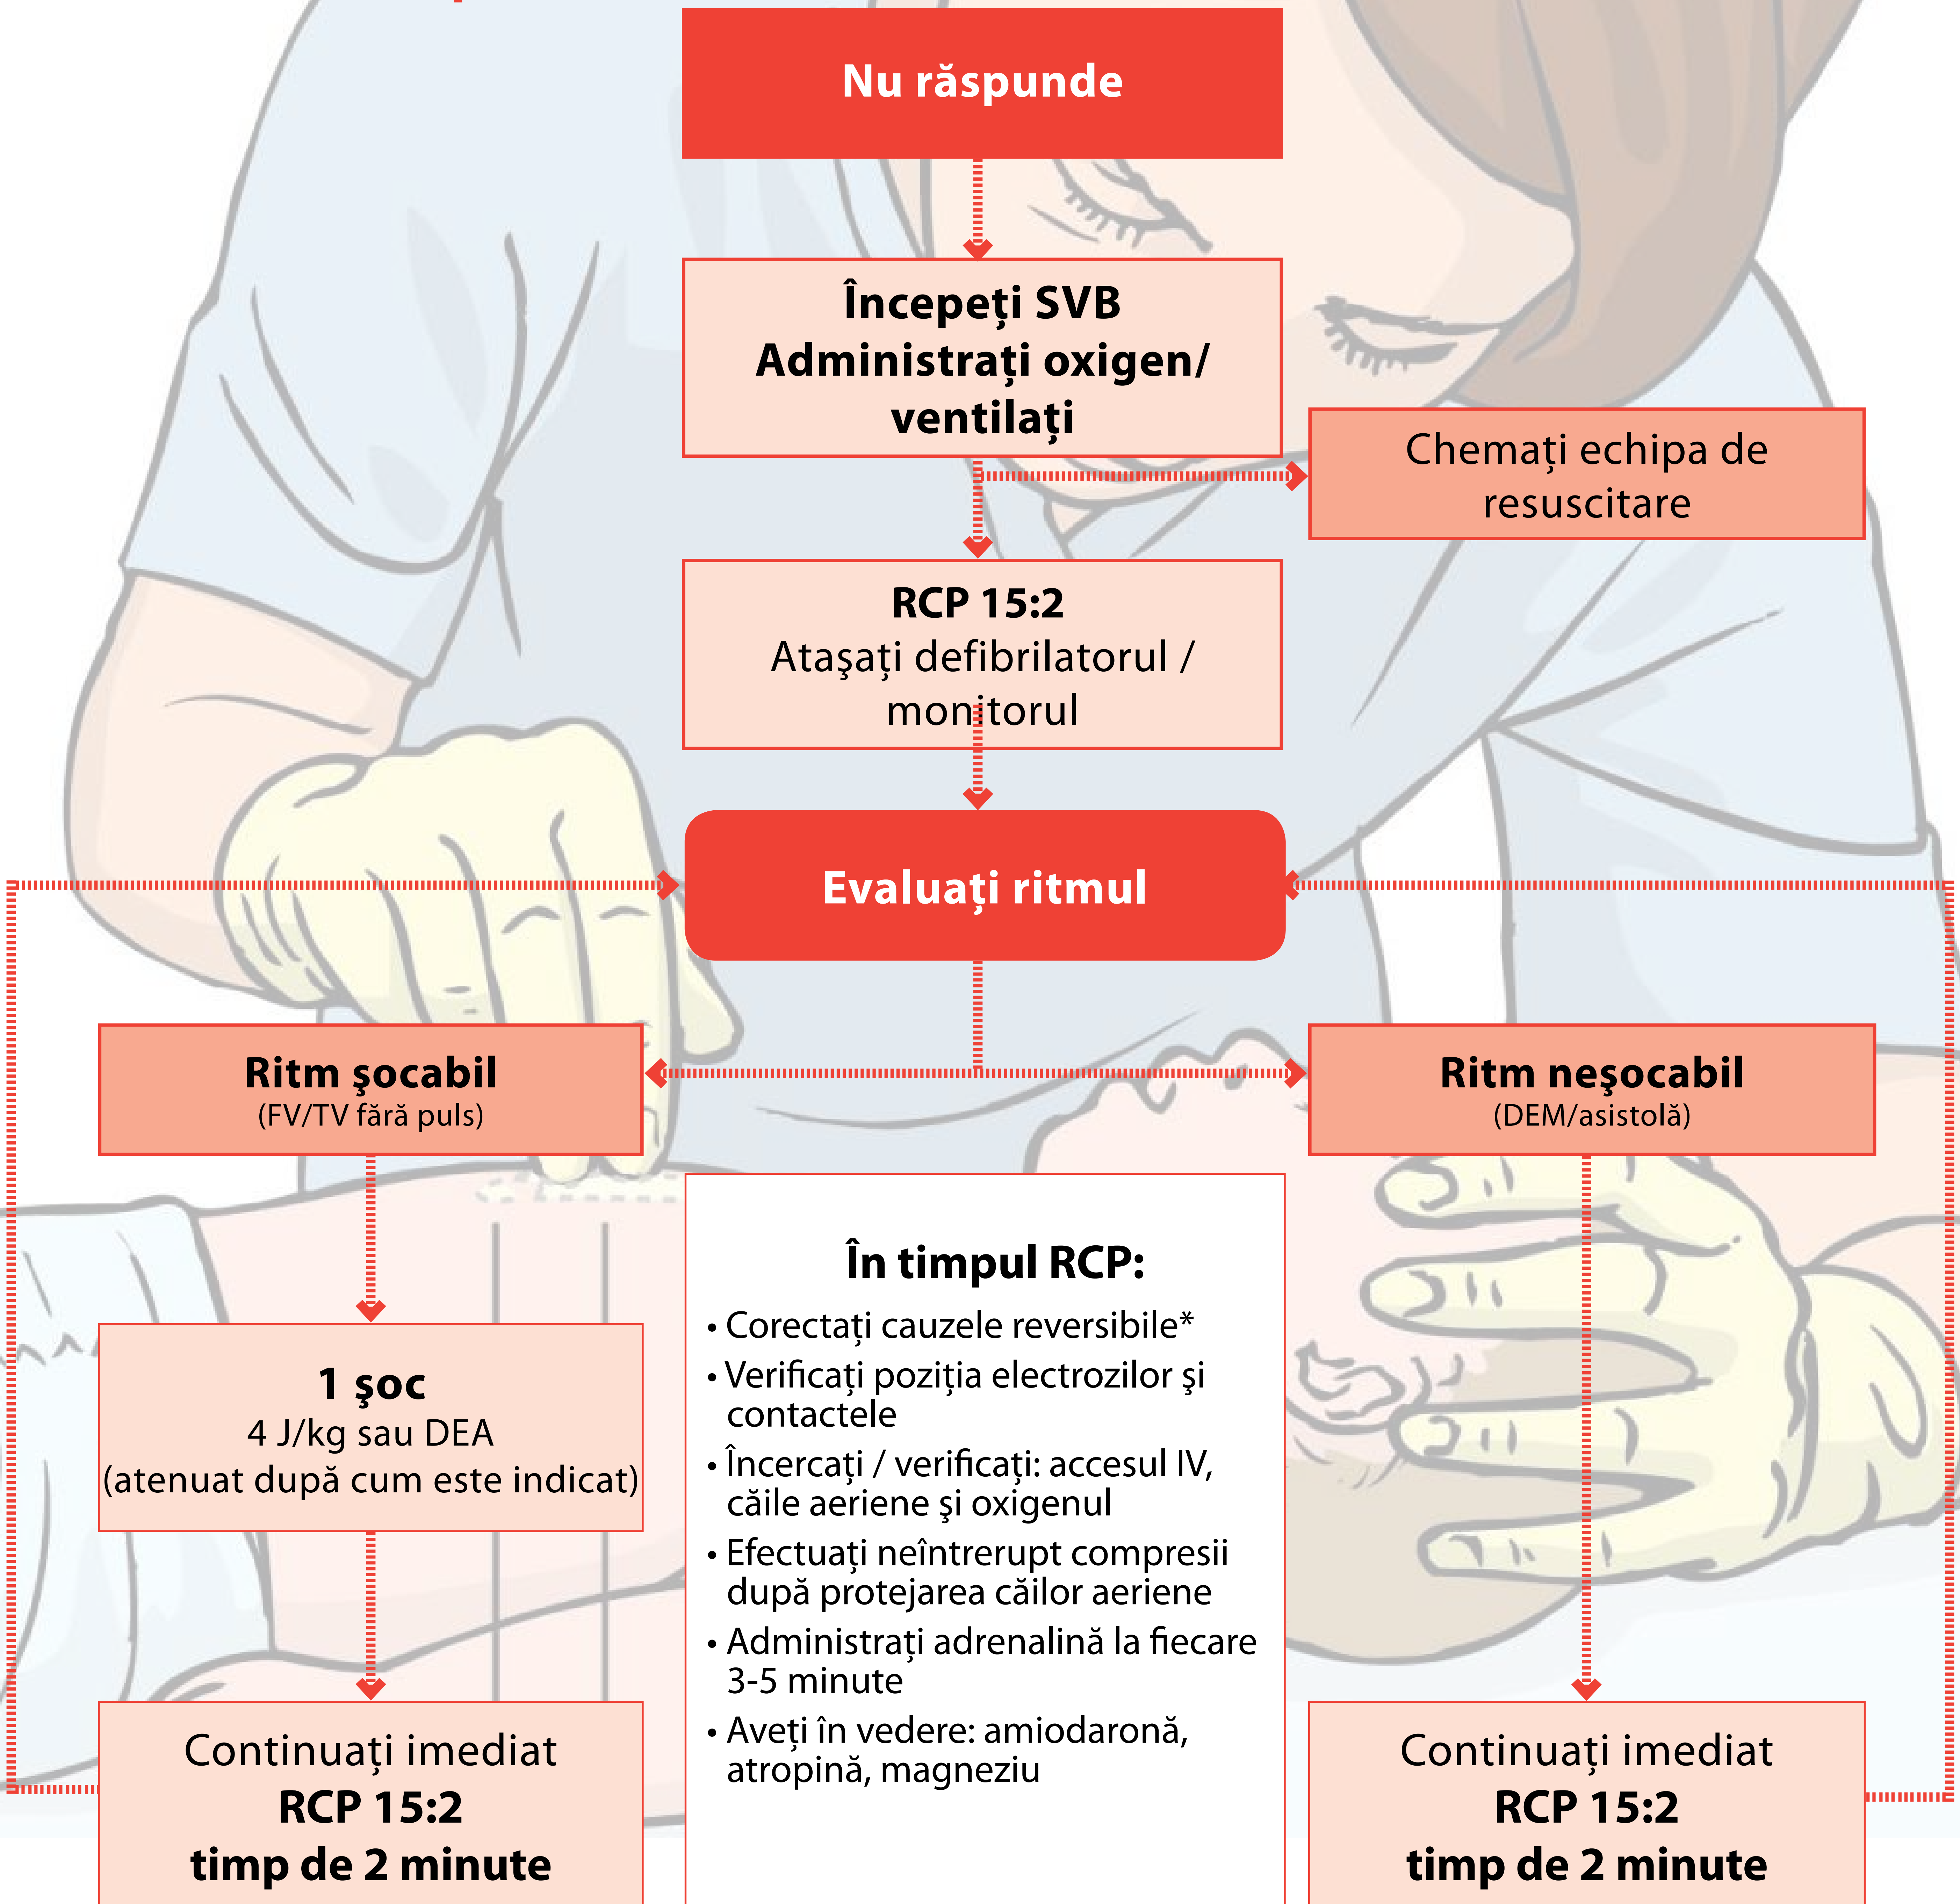 Nu răspunde
Începeți SVB
Administrați oxigen/
ventilați
Chemați echipa de
resuscitare
RCP 15:2
Ataşați defibrilatorul /
monitorul
Evaluați ritmul
Ritm şocabil
(FV/TV fără puls)
Ritm neşocabil
(DEM/asistolă)
1 şoc
4 J/kg sau DEA
(atenuat după cum este indicat)
În timpul RCP:
• Corectați cauzele reversibile*
• Verificați poziția electrozilor şi
contactele
• Încercați / verificați: accesul IV,
căile aeriene şi oxigenul
• Efectuați neîntrerupt compresii
după protejarea căilor aeriene
• Administrați adrenalină la fiecare
3-5 minute
• Aveți în vedere: amiodaronă,
atropină, magneziu
Continuați imediat
RCP 15:2
timp de 2 minute
Continuați imediat
RCP 15:2
timp de 2 minute